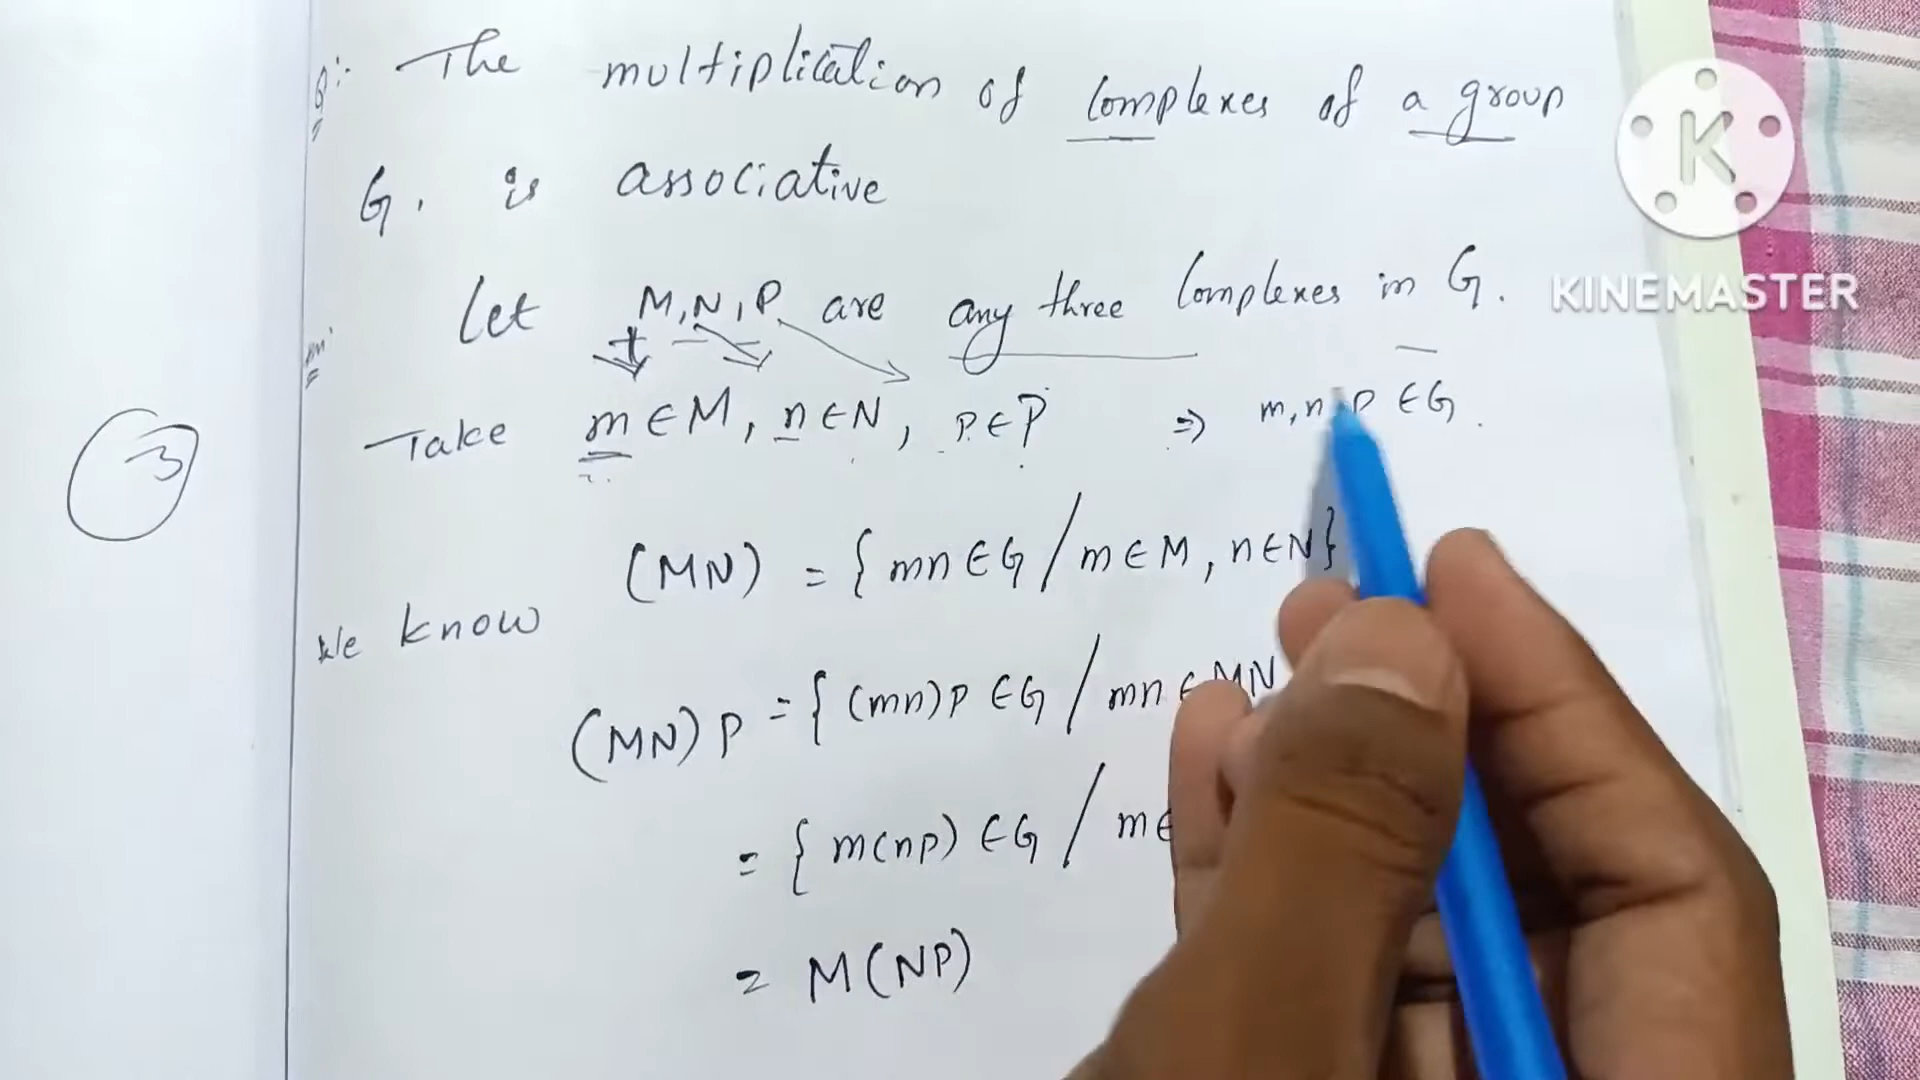 Q:- The multiplication of Complexes of a group
G. is associative
Let M,N,P are any three Complexes in G.
Take m∈M, n∈N, P∈P ⇒ m,n,P ∈G.
(MN) = {mn∈G/m∈M, n∈N}
We know
(MN)P = {(mn)P ∈G / mn∈MN
= {m(nP) ∈G / m∈
= M(NP)
3
K
KINEMASTER